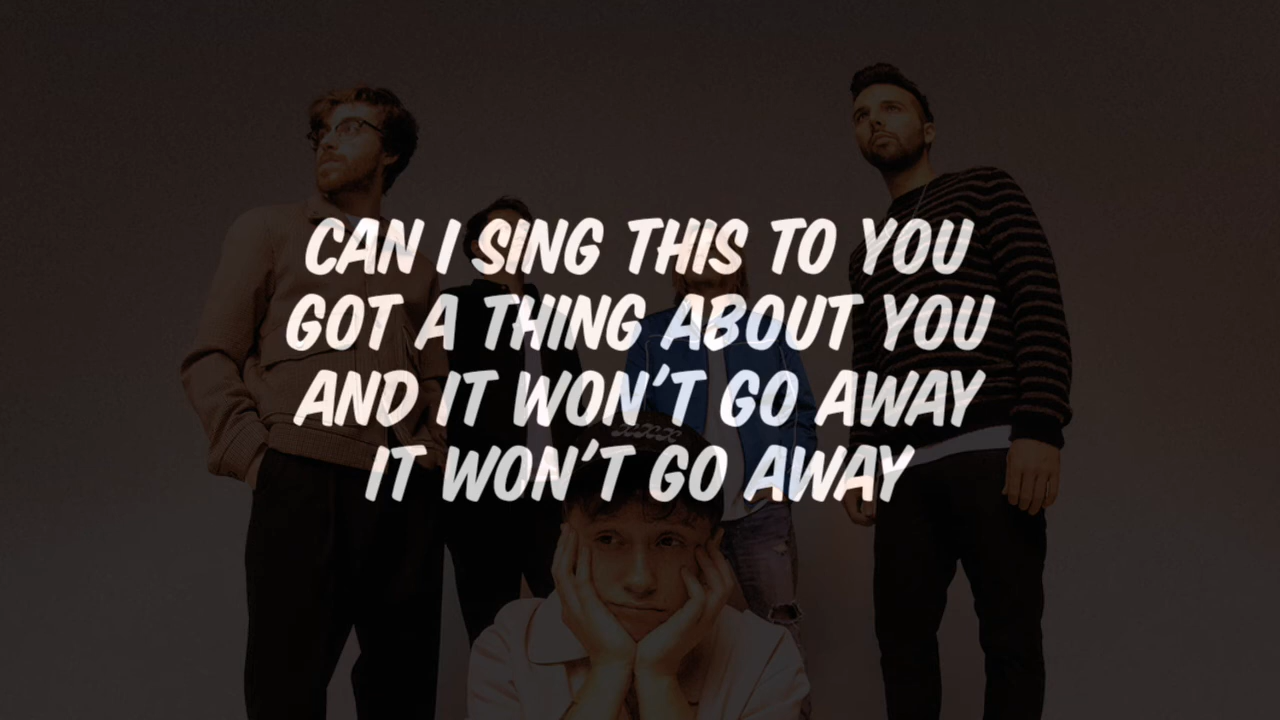 CAN I SING THIS TO YOU
GOT A THING ABOUT YOU
AND IT WON'T GO AWAY
IT WON'T GO AWAY